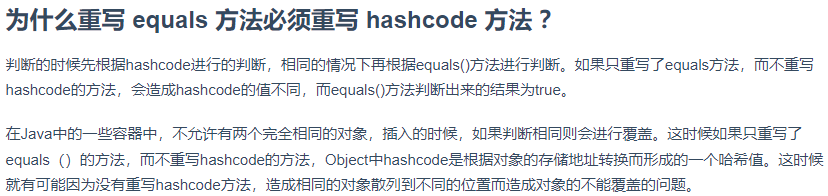 为什么重写 equals 方法必须重写 hashcode 方法 ？
判断的时候先根据hashcode进行的判断，相同的情况下再根据equals()方法进行判断。如果只重写了equals方法，而不重写
hashcode的方法，会造成hashcode的值不同，而equals()方法判断出来的结果为true。
在Java中的一些容器中，不允许有两个完全相同的对象，插入的时候，如果判断相同则会进行覆盖。这时候如果只重写了
equals（）的方法，而不重写hashcode的方法，Object中hashcode是根据对象的存储地址转换而形成的一个哈希值。这时候
就有可能因为没有重写hashcode方法，造成相同的对象散列到不同的位置而造成对象的不能覆盖的问题。